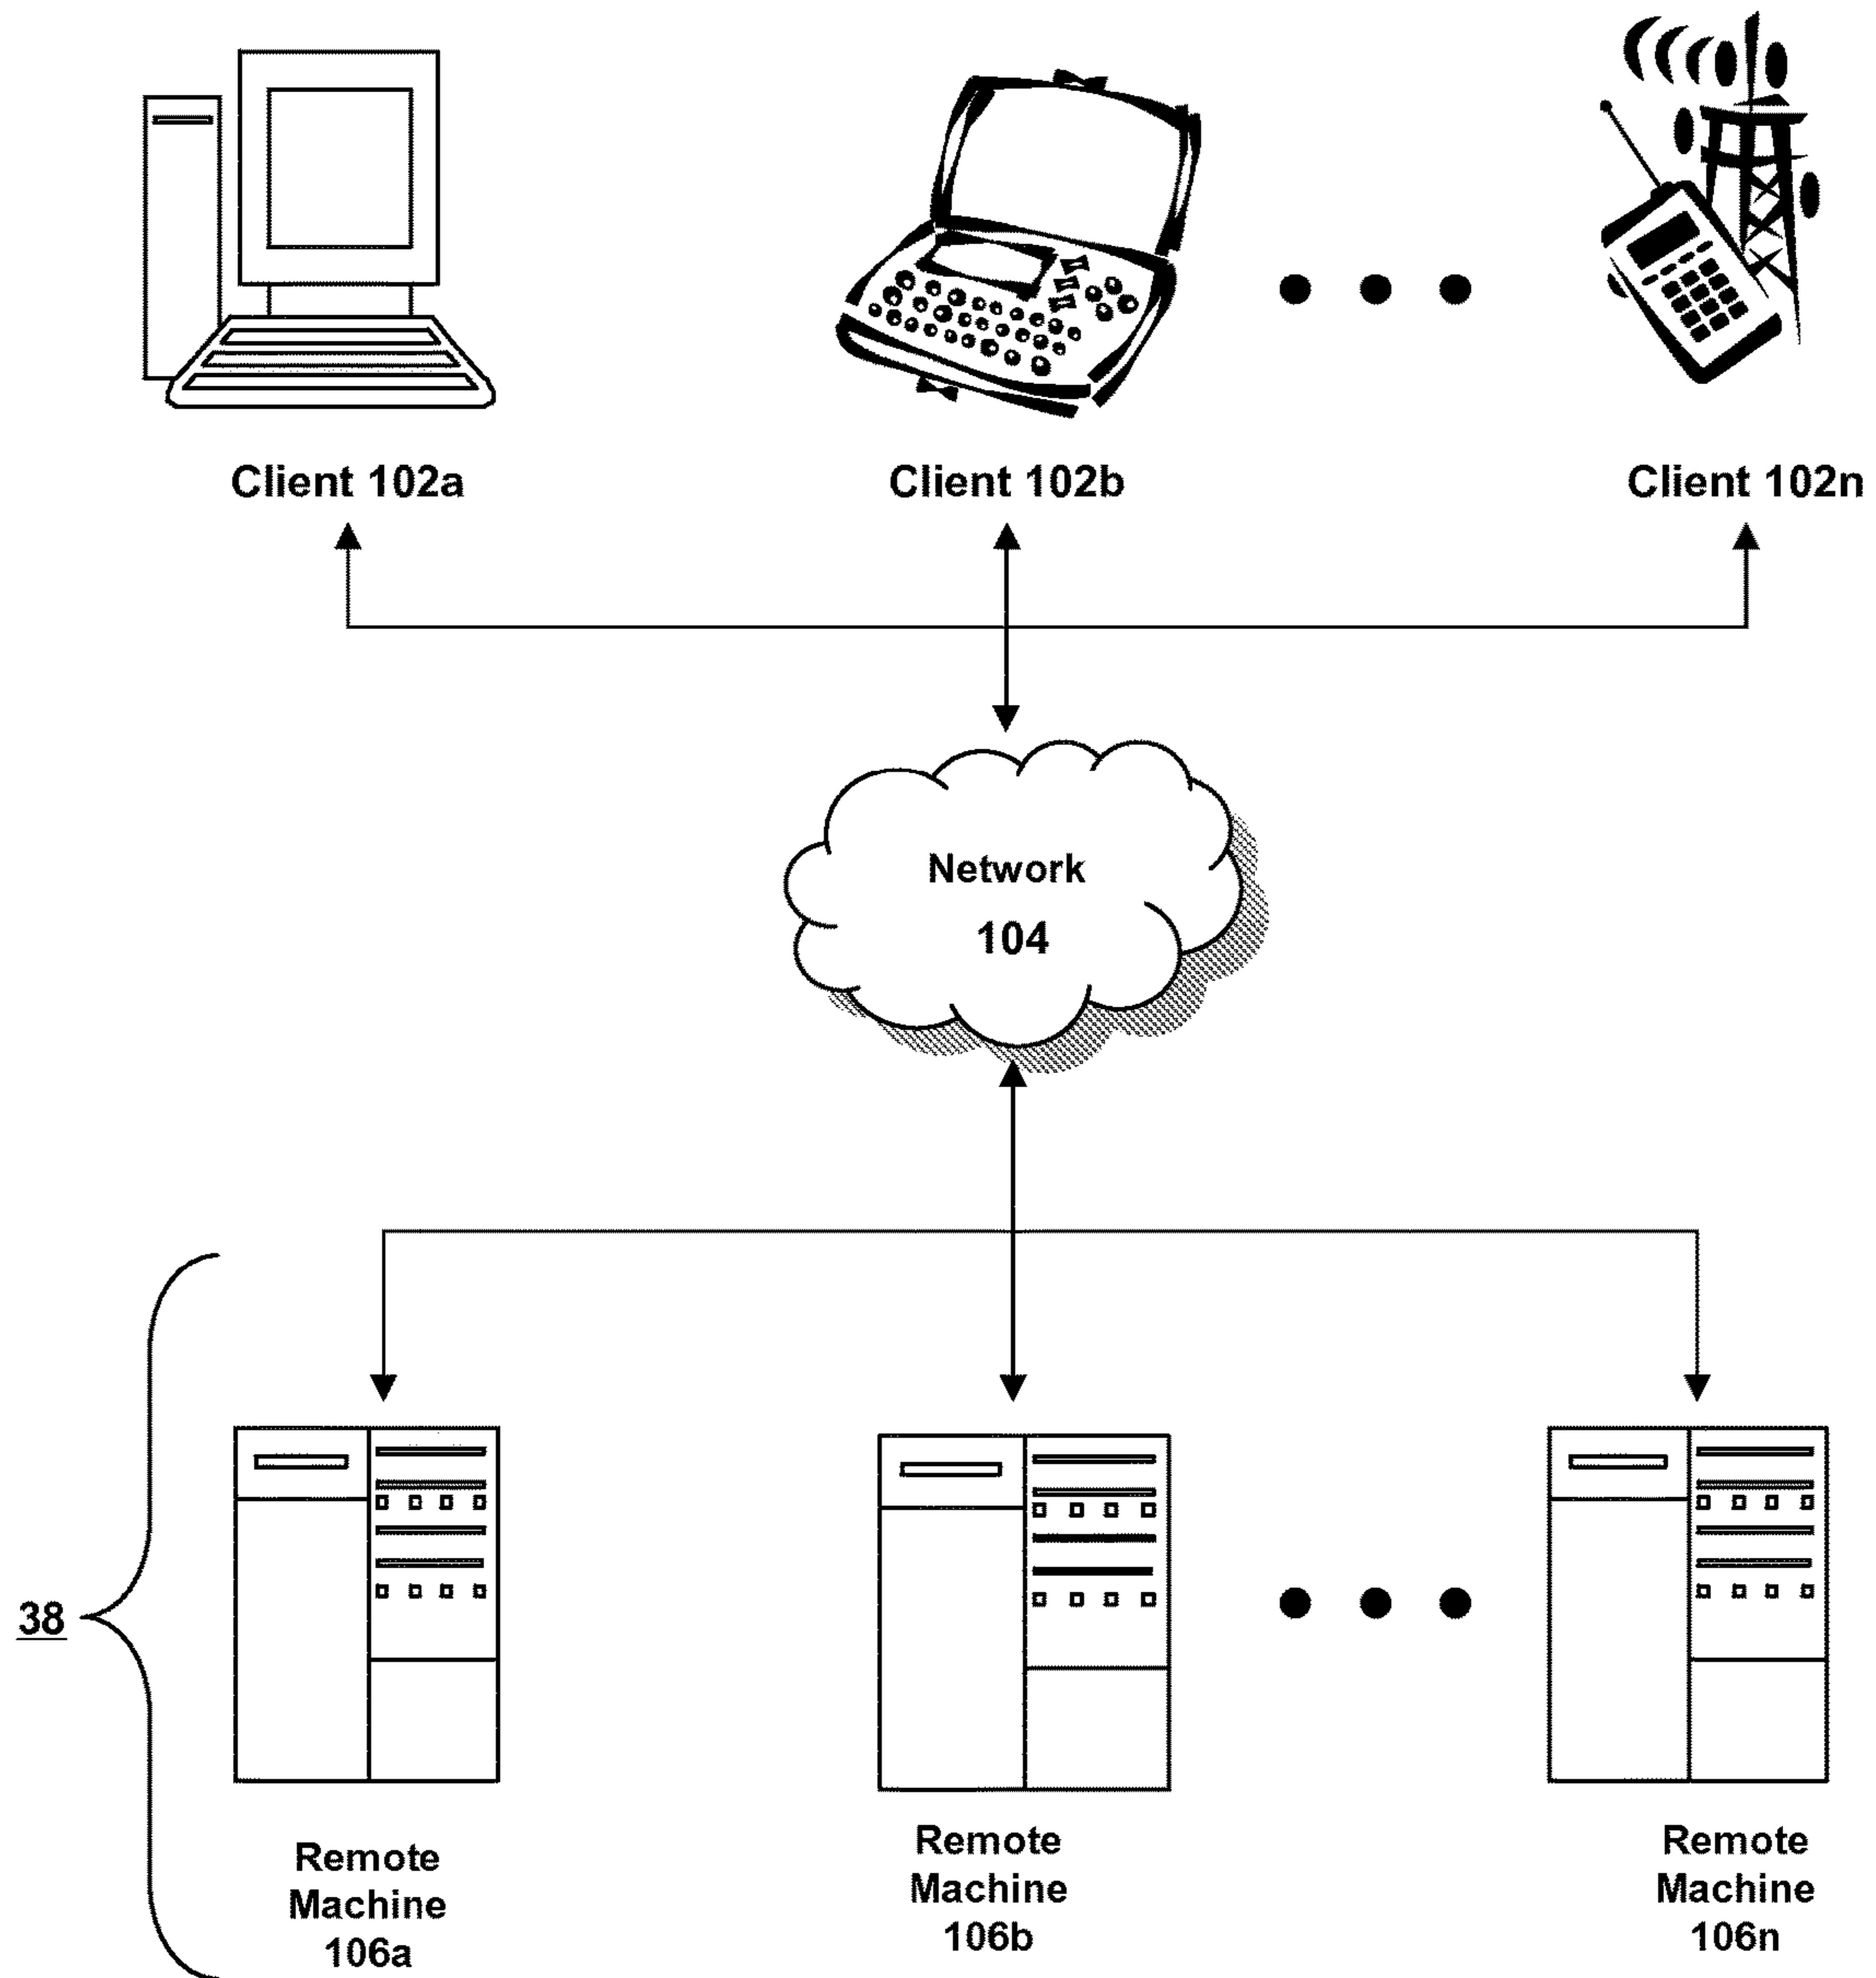 Client 102a
Client 102b
Client 102n
Network
104
38
Remote
Machine
106a
Remote
Machine
106b
Remote
Machine
106n